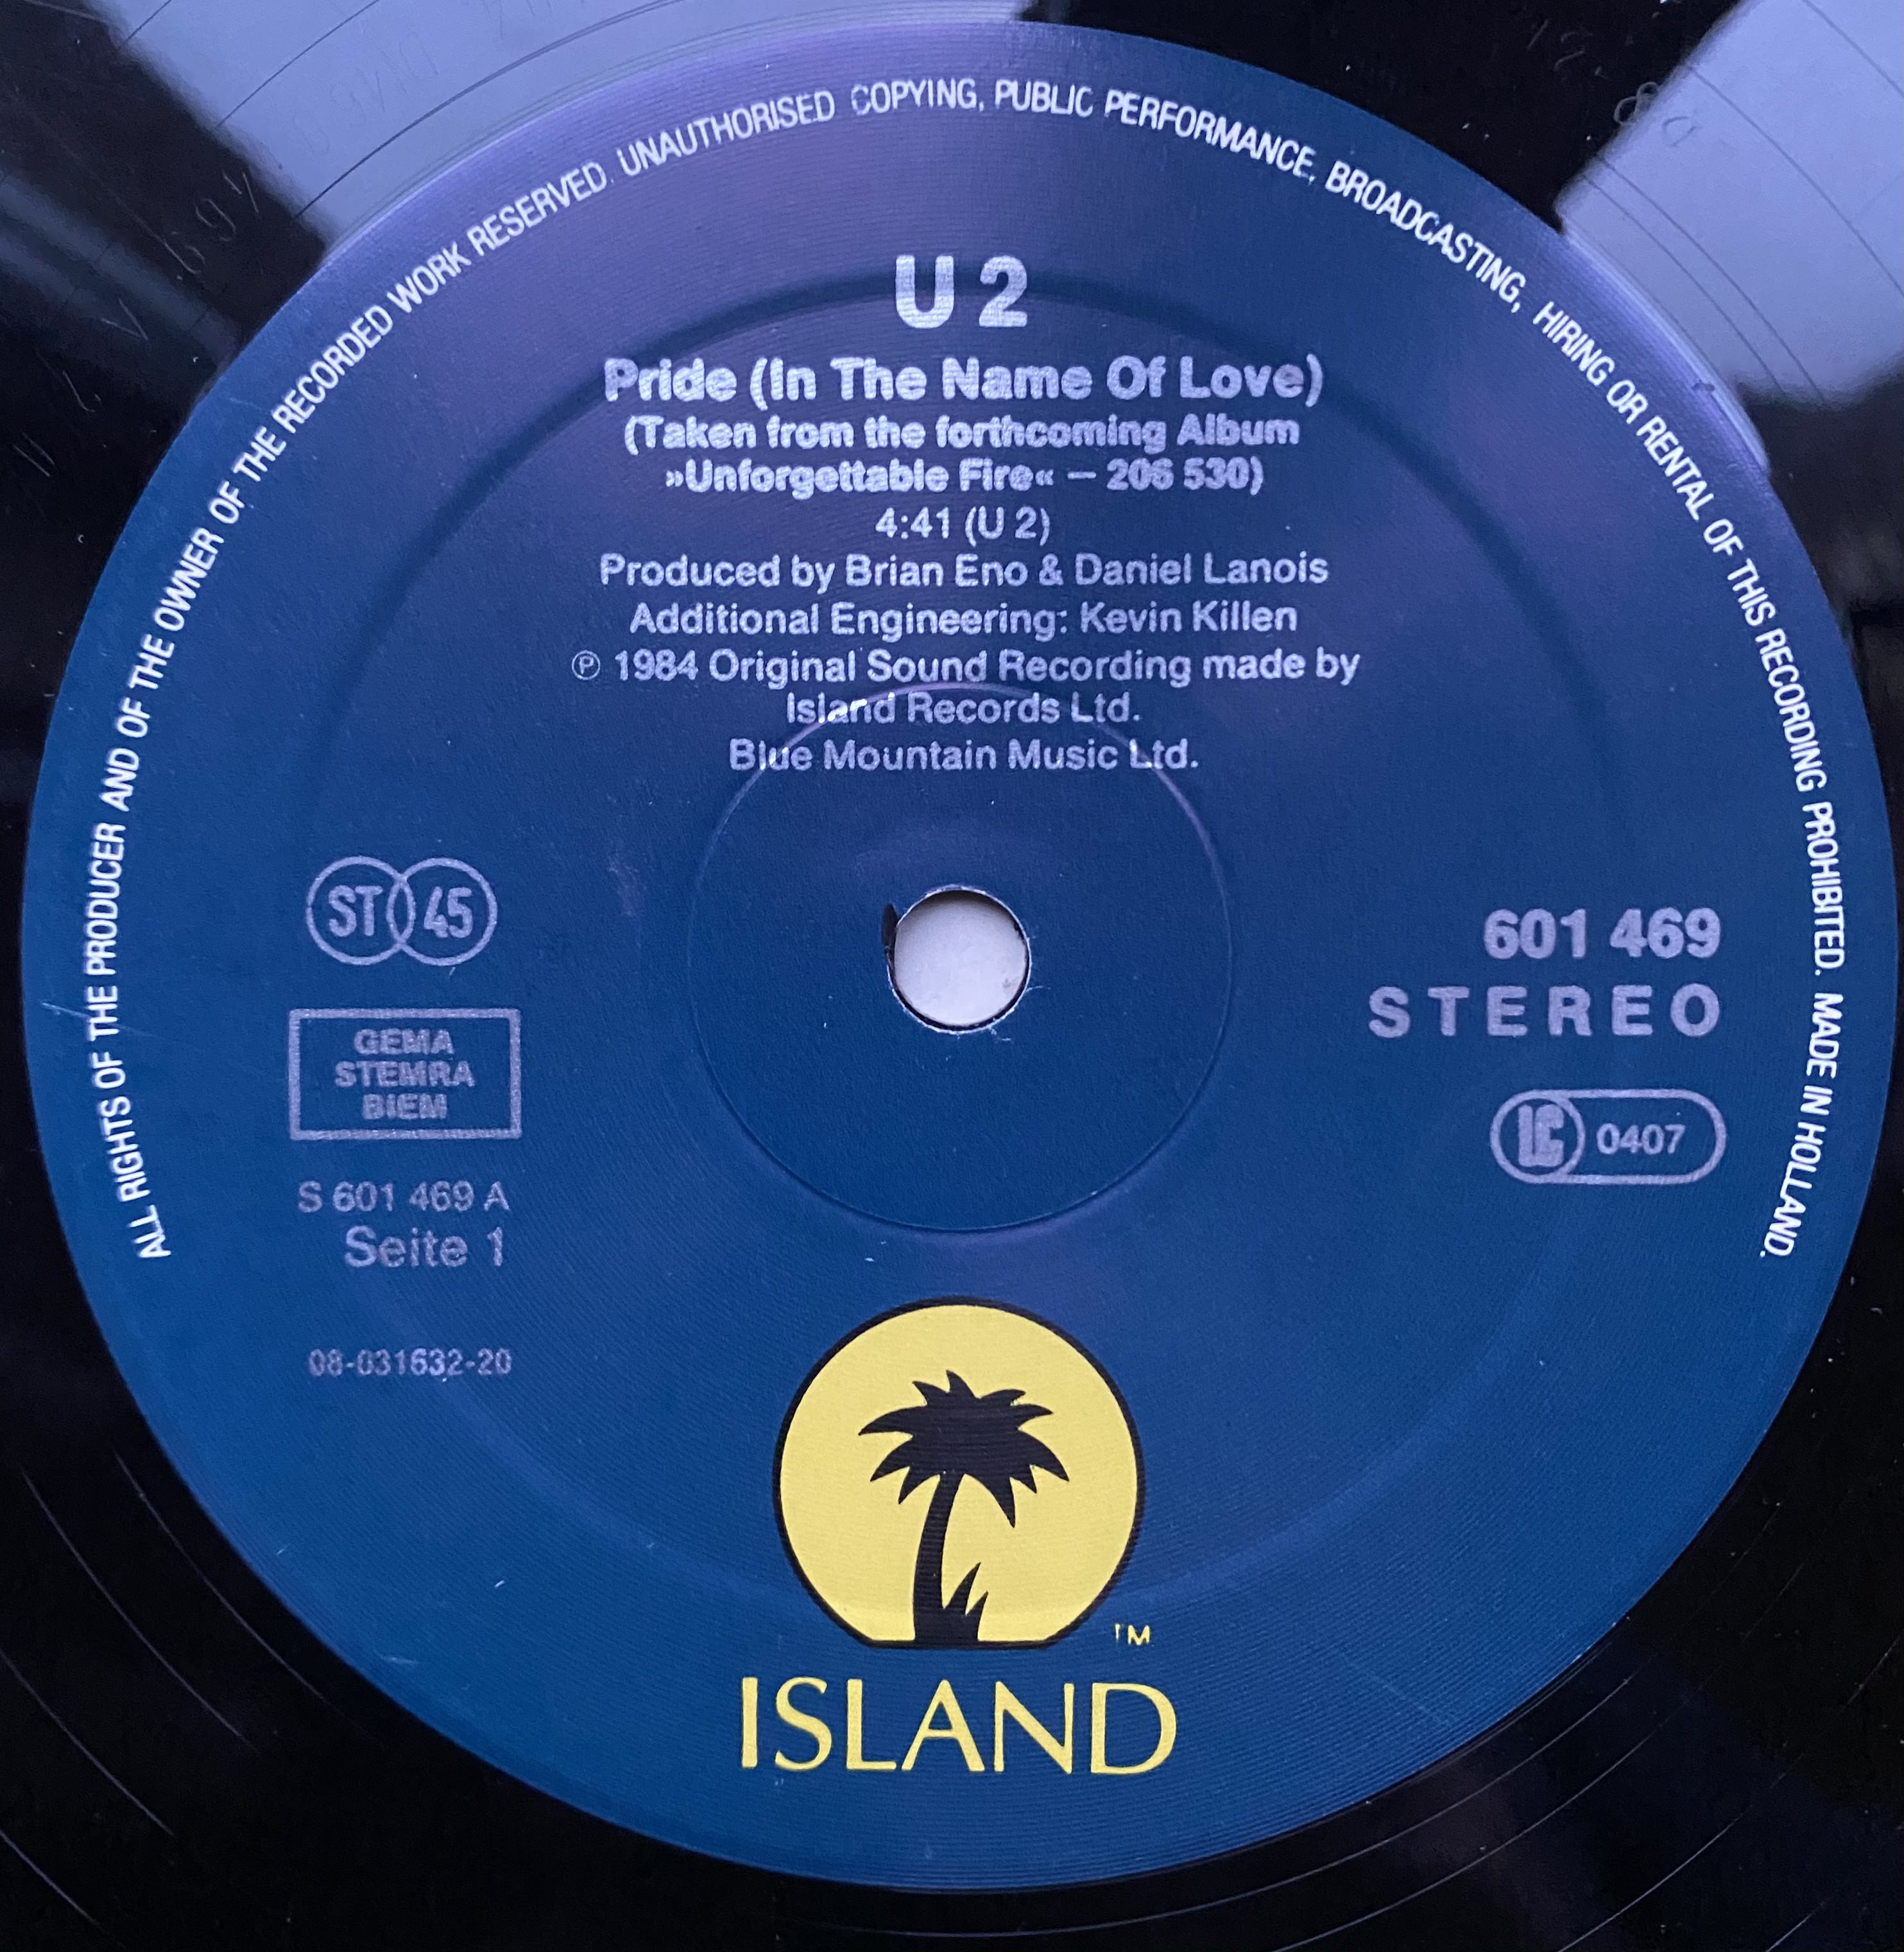 ALL RIGHTS OF THE PRODUCER AND OF THE OWNER OF THE RECORDED WORK RESERVED. UNAUTHORISED COPYING, PUBLIC PERFORMANCE, BROADCASTING, HIRING OR RENTAL OF THIS RECORDING PROHIBITED. MADE IN HOLLAND.
U2
Pride (In The Name Of Love)
(Taken from the forthcoming Album
»Unforgettable Fire« — 206 530)
4:41 (U 2)
Produced by Brian Eno & Daniel Lanois
Additional Engineering: Kevin Killen
℗ 1984 Original Sound Recording made by
Island Records Ltd.
Blue Mountain Music Ltd.
ST 45
GEMA
STEMRA
BIEM
S 601 469 A
Seite 1
08-031632-20
601 469
STEREO
LC 0407
TM
ISLAND